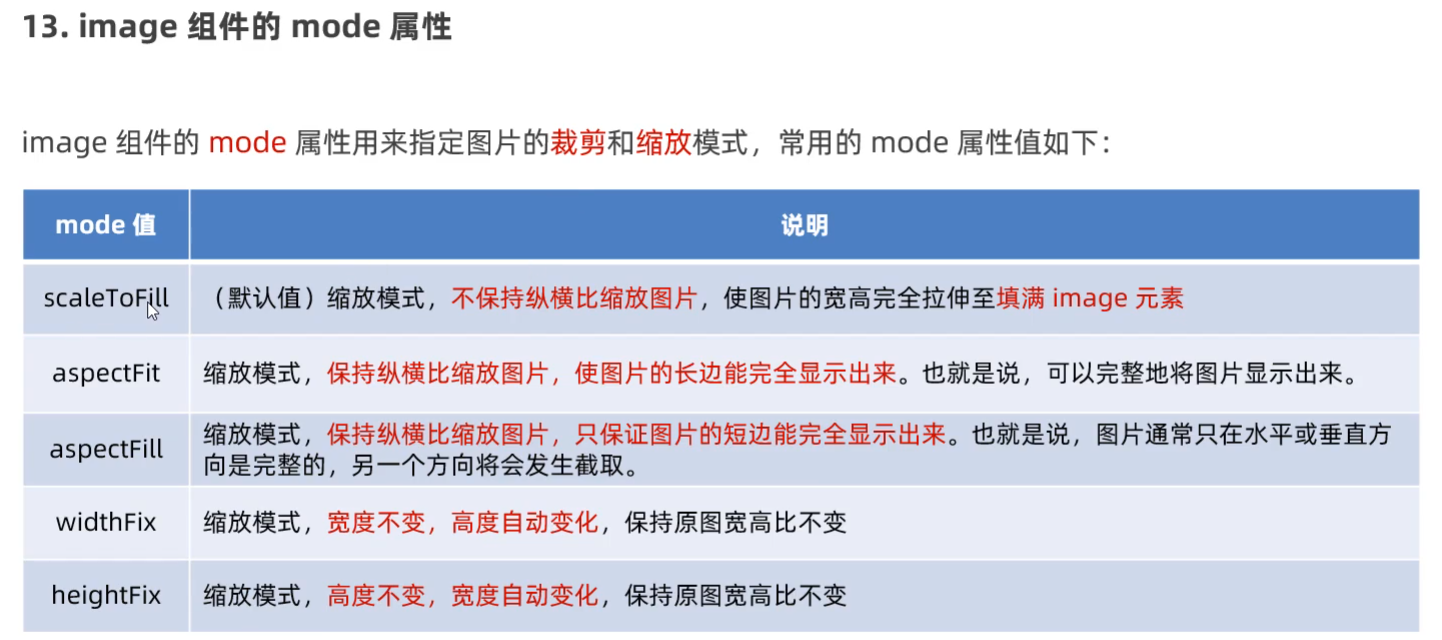 13. image 组件的 mode 属性
image 组件的 mode 属性用来指定图片的裁剪和缩放模式，常用的 mode 属性值如下：
mode 值 说明
scaleToFill （默认值）缩放模式，不保持纵横比缩放图片，使图片的宽高完全拉伸至填满 image 元素
aspectFit 缩放模式，保持纵横比缩放图片，使图片的长边能完全显示出来。也就是说，可以完整地将图片显示出来。
aspectFill 缩放模式，保持纵横比缩放图片，只保证图片的短边能完全显示出来。也就是说，图片通常只在水平或垂直方
向是完整的，另一个方向将会发生截取。
widthFix 缩放模式，宽度不变，高度自动变化，保持原图宽高比不变
heightFix 缩放模式，高度不变，宽度自动变化，保持原图宽高比不变